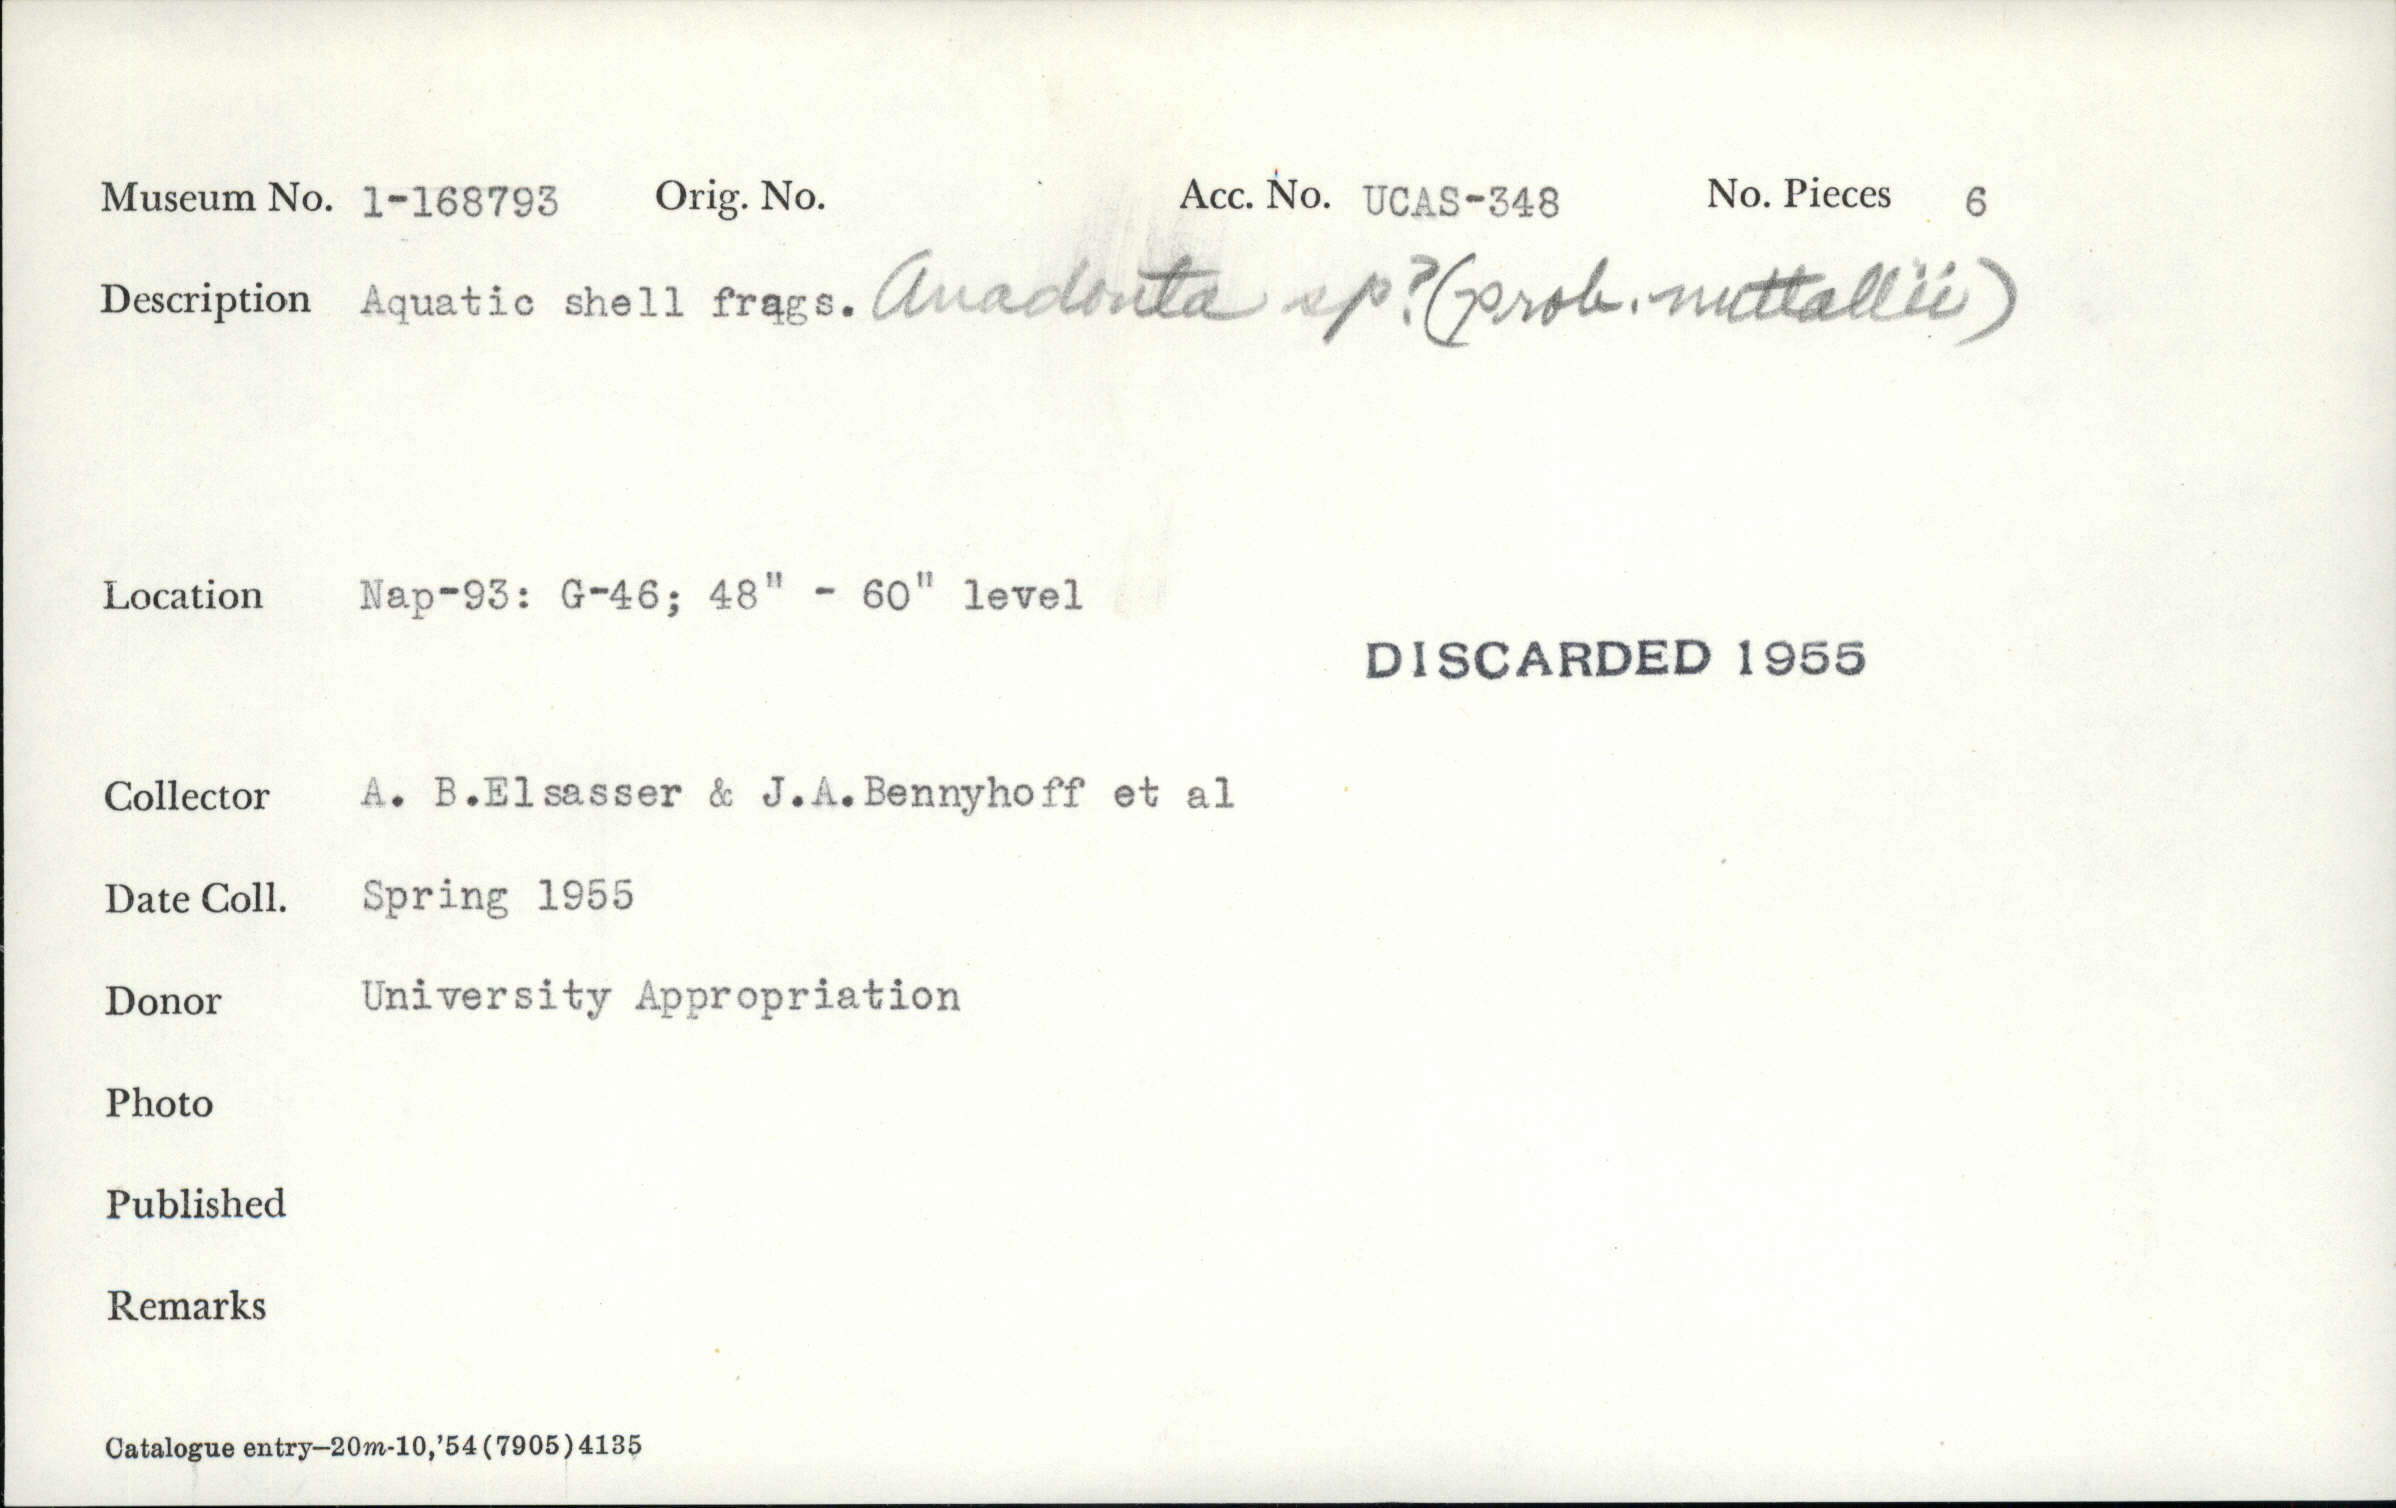 Museum No. 1-168793 Orig. No. Acc. No. UCAS-348 No. Pieces 6
Description Aquatic shell frags. Anadonta sp? (prob. nuttallii)
Location Nap-93: G-46; 48" - 60" level
DISCARDED 1955
Collector A. B.Elsasser & J.A.Bennyhoff et al
Date Coll. Spring 1955
Donor University Appropriation
Photo
Published
Remarks
Catalogue entry—20m-10,'54(7905)4135